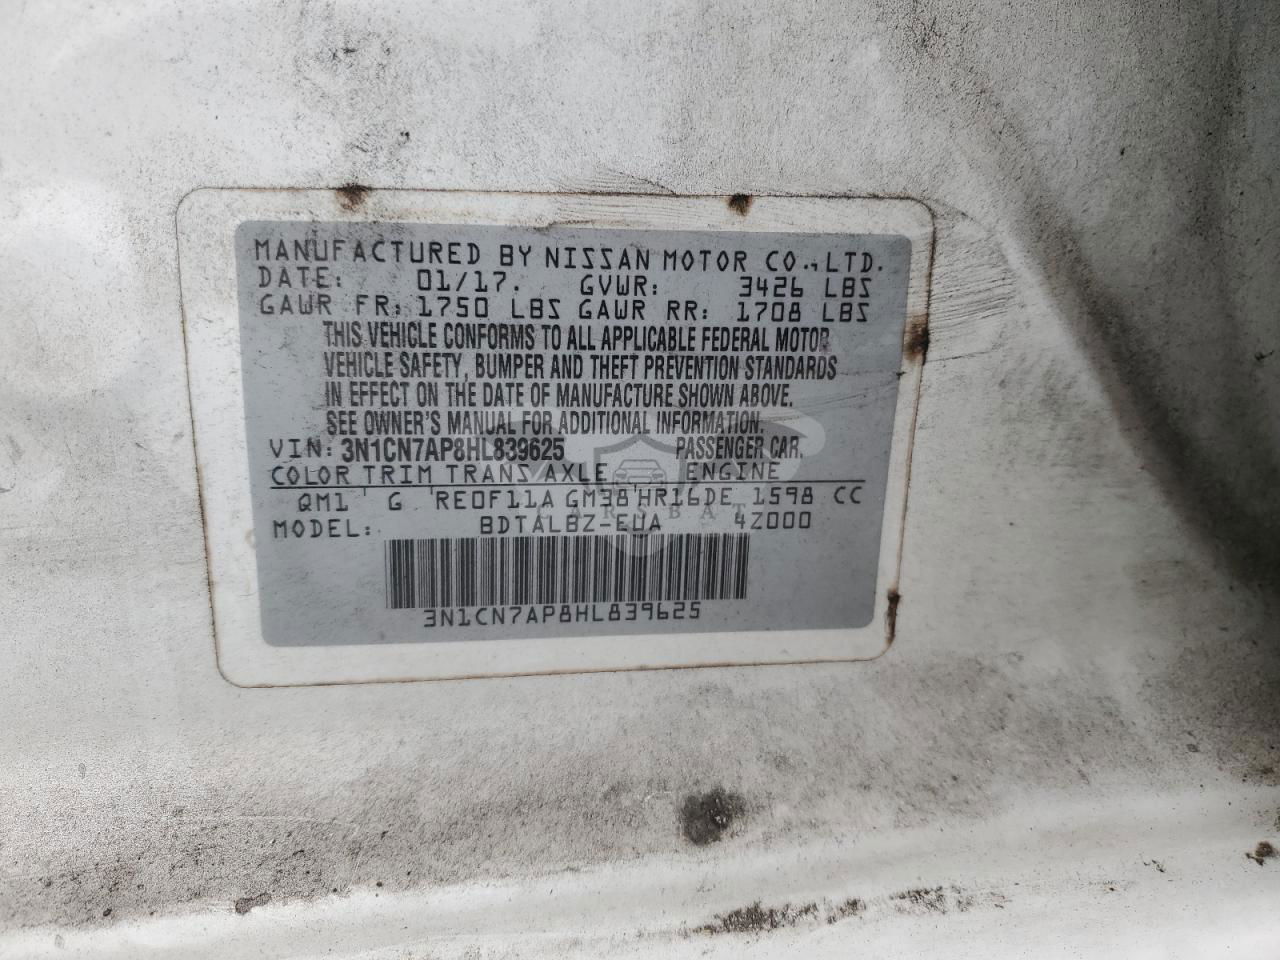 MANUFACTURED BY NISSAN MOTOR CO.,LTD.
DATE: 01/17. GVWR: 3426 LBS
GAWR FR: 1750 LBS GAWR RR: 1708 LBS
THIS VEHICLE CONFORMS TO ALL APPLICABLE FEDERAL MOTOR
VEHICLE SAFETY, BUMPER AND THEFT PREVENTION STANDARDS
IN EFFECT ON THE DATE OF MANUFACTURE SHOWN ABOVE.
SEE OWNER'S MANUAL FOR ADDITIONAL INFORMATION.
VIN: 3N1CN7AP8HL839625 PASSENGER CAR.
COLOR TRIM TRANS AXLE ENGINE
QM1 G RE0F11A GM38 HR16DE 1598 CC
CARSBAT
MODEL: BDTALBZ-EUA 4Z000
3N1CN7AP8HL839625